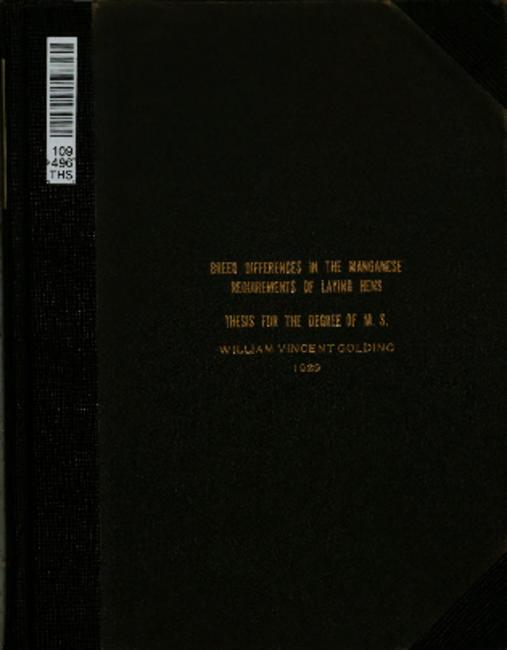 109
496
THS
BREED DIFFERENCES IN THE MANGANESE
REQUIREMENTS OF LAYING HENS
THESIS FOR THE DEGREE OF M. S.
WILLIAM VINCENT GOLDING
1939